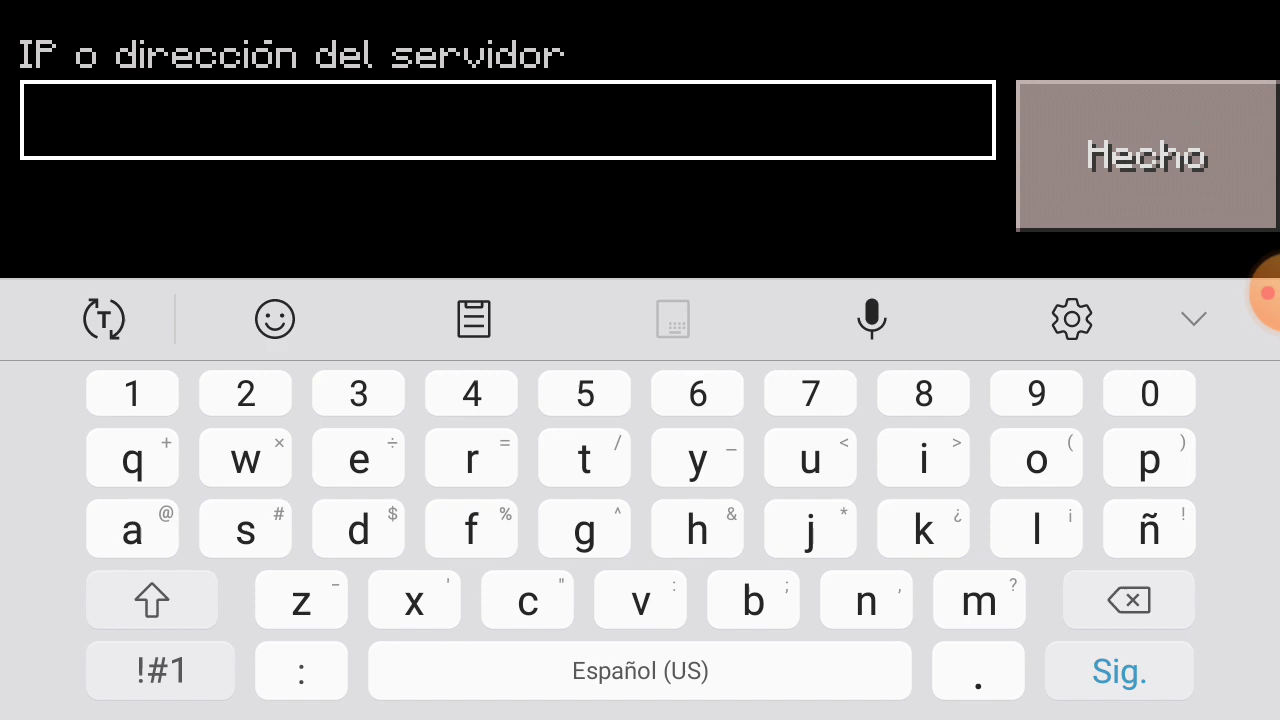 IP o dirección del servidor
Hecho
T
1 2 3 4 5 6 7 8 9 0
q + w × e ÷ r = t / y _ u < i > o ( p )
a @ s # d $ f % g ^ h & j * k ¿ l ¡ ñ !
z - x ' c " v : b ; n , m ?
!#1 : Español (US) . Sig.